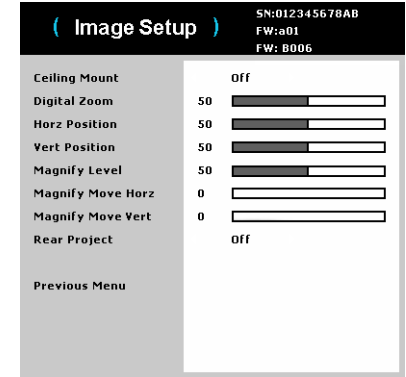 ( Image Setup )
SN:012345678AB
FW:a01
FW: B006
Ceiling Mount Off
Digital Zoom 50
Horz Position 50
Vert Position 50
Magnify Level 50
Magnify Move Horz 0
Magnify Move Vert 0
Rear Project Off
Previous Menu